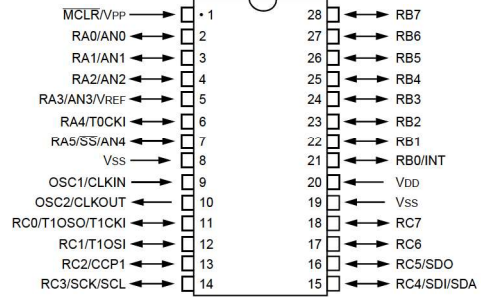 MCLR/VPP 1 28 RB7
RA0/AN0 2 27 RB6
RA1/AN1 3 26 RB5
RA2/AN2 4 25 RB4
RA3/AN3/VREF 5 24 RB3
RA4/T0CKI 6 23 RB2
RA5/SS/AN4 7 22 RB1
VSS 8 21 RB0/INT
OSC1/CLKIN 9 20 VDD
OSC2/CLKOUT 10 19 VSS
RC0/T1OSO/T1CKI 11 18 RC7
RC1/T1OSI 12 17 RC6
RC2/CCP1 13 16 RC5/SDO
RC3/SCK/SCL 14 15 RC4/SDI/SDA